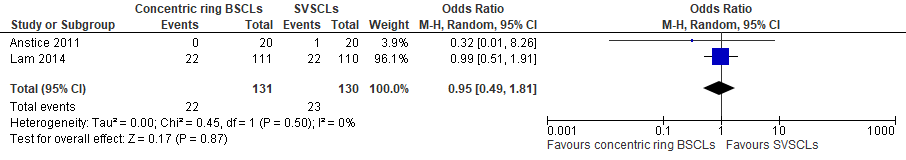 Concentric ring BSCLs SVSCLs Odds Ratio Odds Ratio
Study or Subgroup Events Total Events Total Weight M-H, Random, 95% CI M-H, Random, 95% CI
Anstice 2011 0 20 1 20 3.9% 0.32 [0.01, 8.26]
Lam 2014 22 111 22 110 96.1% 0.99 [0.51, 1.91]
Total (95% CI) 131 130 100.0% 0.95 [0.49, 1.81]
Total events 22 23
Heterogeneity: Tau² = 0.00; Chi² = 0.45, df = 1 (P = 0.50); I² = 0%
Test for overall effect: Z = 0.17 (P = 0.87)
0.001 0.1 1 10 1000
Favours concentric ring BSCLs Favours SVSCLs